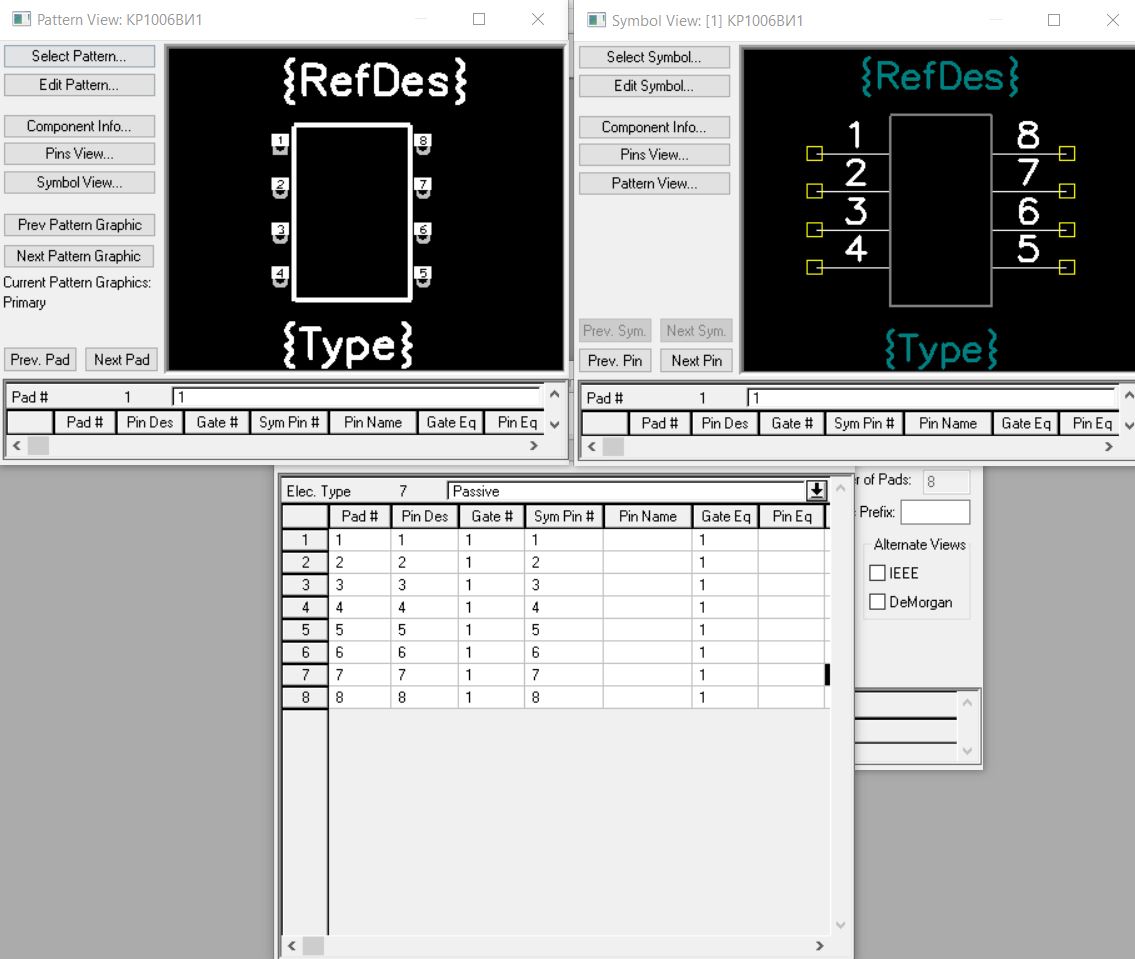 Pattern View: КР1006ВИ1
Select Pattern...
Edit Pattern...
Component Info...
Pins View...
Symbol View...
Prev Pattern Graphic
Next Pattern Graphic
Current Pattern Graphics:
Primary
Prev. Pad Next Pad
{RefDes}
1 8
2 7
3 6
4 5
{Type}
Pad # 1 1
Pad # Pin Des Gate # Sym Pin # Pin Name Gate Eq Pin Eq
Symbol View: [1] КР1006ВИ1
Select Symbol...
Edit Symbol...
Component Info...
Pins View...
Pattern View...
Prev. Sym. Next Sym.
Prev. Pin Next Pin
{RefDes}
1 8
2 7
3 6
4 5
{Type}
Pad # 1 1
Pad # Pin Des Gate # Sym Pin # Pin Name Gate Eq Pin Eq
Elec. Type 7 Passive
Pad # Pin Des Gate # Sym Pin # Pin Name Gate Eq Pin Eq
1 1 1 1 1 1
2 2 2 1 2 1
3 3 3 1 3 1
4 4 4 1 4 1
5 5 5 1 5 1
6 6 6 1 6 1
7 7 7 1 7 1
8 8 8 1 8 1
of Pads: 8
Prefix:
Alternate Views
IEEE
DeMorgan